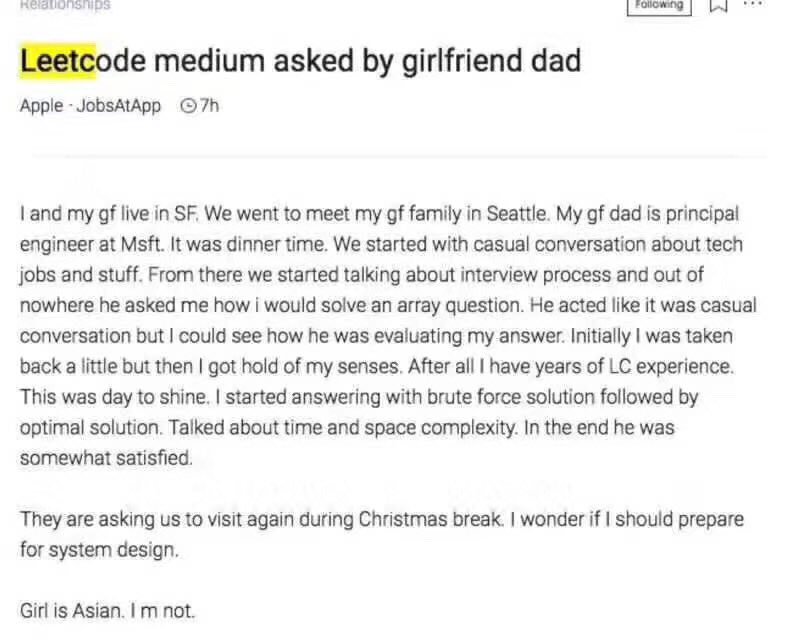 Relationships
Following
Leetcode medium asked by girlfriend dad
Apple · JobsAtApp 7h
I and my gf live in SF. We went to meet my gf family in Seattle. My gf dad is principal
engineer at Msft. It was dinner time. We started with casual conversation about tech
jobs and stuff. From there we started talking about interview process and out of
nowhere he asked me how i would solve an array question. He acted like it was casual
conversation but I could see how he was evaluating my answer. Initially I was taken
back a little but then I got hold of my senses. After all I have years of LC experience.
This was day to shine. I started answering with brute force solution followed by
optimal solution. Talked about time and space complexity. In the end he was
somewhat satisfied.
They are asking us to visit again during Christmas break. I wonder if I should prepare
for system design.
Girl is Asian. I m not.